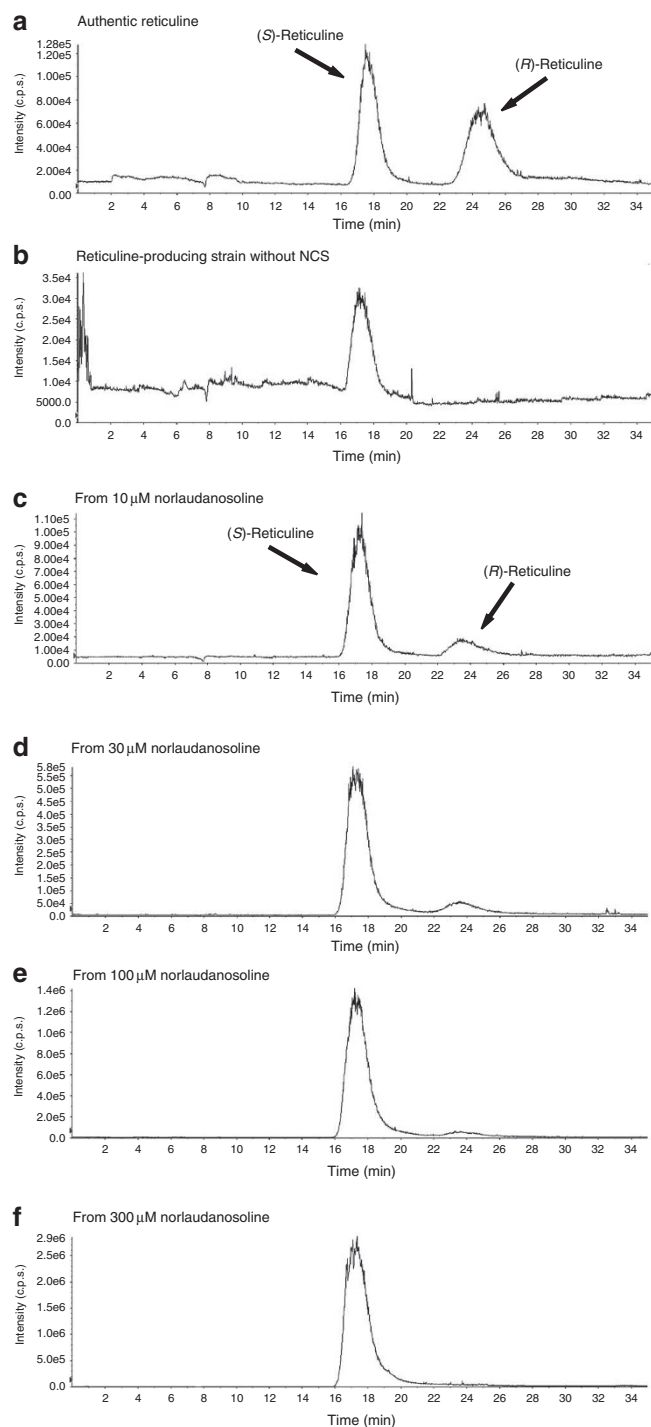 a Authentic reticuline
(S)-Reticuline
(R)-Reticuline
Intensity (c.p.s.)
1.28e5
1.20e5
1.00e5
8.00e4
6.00e4
4.00e4
2.00e4
0.00
2 4 6 8 10 12 14 16 18 20 22 24 26 28 30 32 34
Time (min)
b Reticuline-producing strain without NCS
Intensity (c.p.s.)
3.5e4
3.0e4
2.5e4
2.0e4
1.5e4
1.0e4
5000.0
0.0
2 4 6 8 10 12 14 16 18 20 22 24 26 28 30 32 34
Time (min)
c From 10 μM norlaudanosoline
(S)-Reticuline
(R)-Reticuline
Intensity (c.p.s.)
1.10e5
1.00e5
9.00e4
8.00e4
7.00e4
6.00e4
5.00e4
4.00e4
3.00e4
2.00e4
1.00e4
0.00
2 4 6 8 10 12 14 16 18 20 22 24 26 28 30 32 34
Time (min)
d From 30 μM norlaudanosoline
Intensity (c.p.s.)
5.8e5
5.5e5
5.0e5
4.5e5
4.0e5
3.5e5
3.0e5
2.5e5
2.0e5
1.5e5
1.0e5
5.0e4
0.0
2 4 6 8 10 12 14 16 18 20 22 24 26 28 30 32 34
Time (min)
e From 100 μM norlaudanosoline
Intensity (c.p.s.)
1.4e6
1.2e6
1.0e6
8.0e5
6.0e5
4.0e5
2.0e5
0.0
2 4 6 8 10 12 14 16 18 20 22 24 26 28 30 32 34
Time (min)
f From 300 μM norlaudanosoline
Intensity (c.p.s.)
2.9e6
2.5e6
2.0e6
1.5e6
1.0e6
5.0e5
0.0
2 4 6 8 10 12 14 16 18 20 22 24 26 28 30 32 34
Time (min)